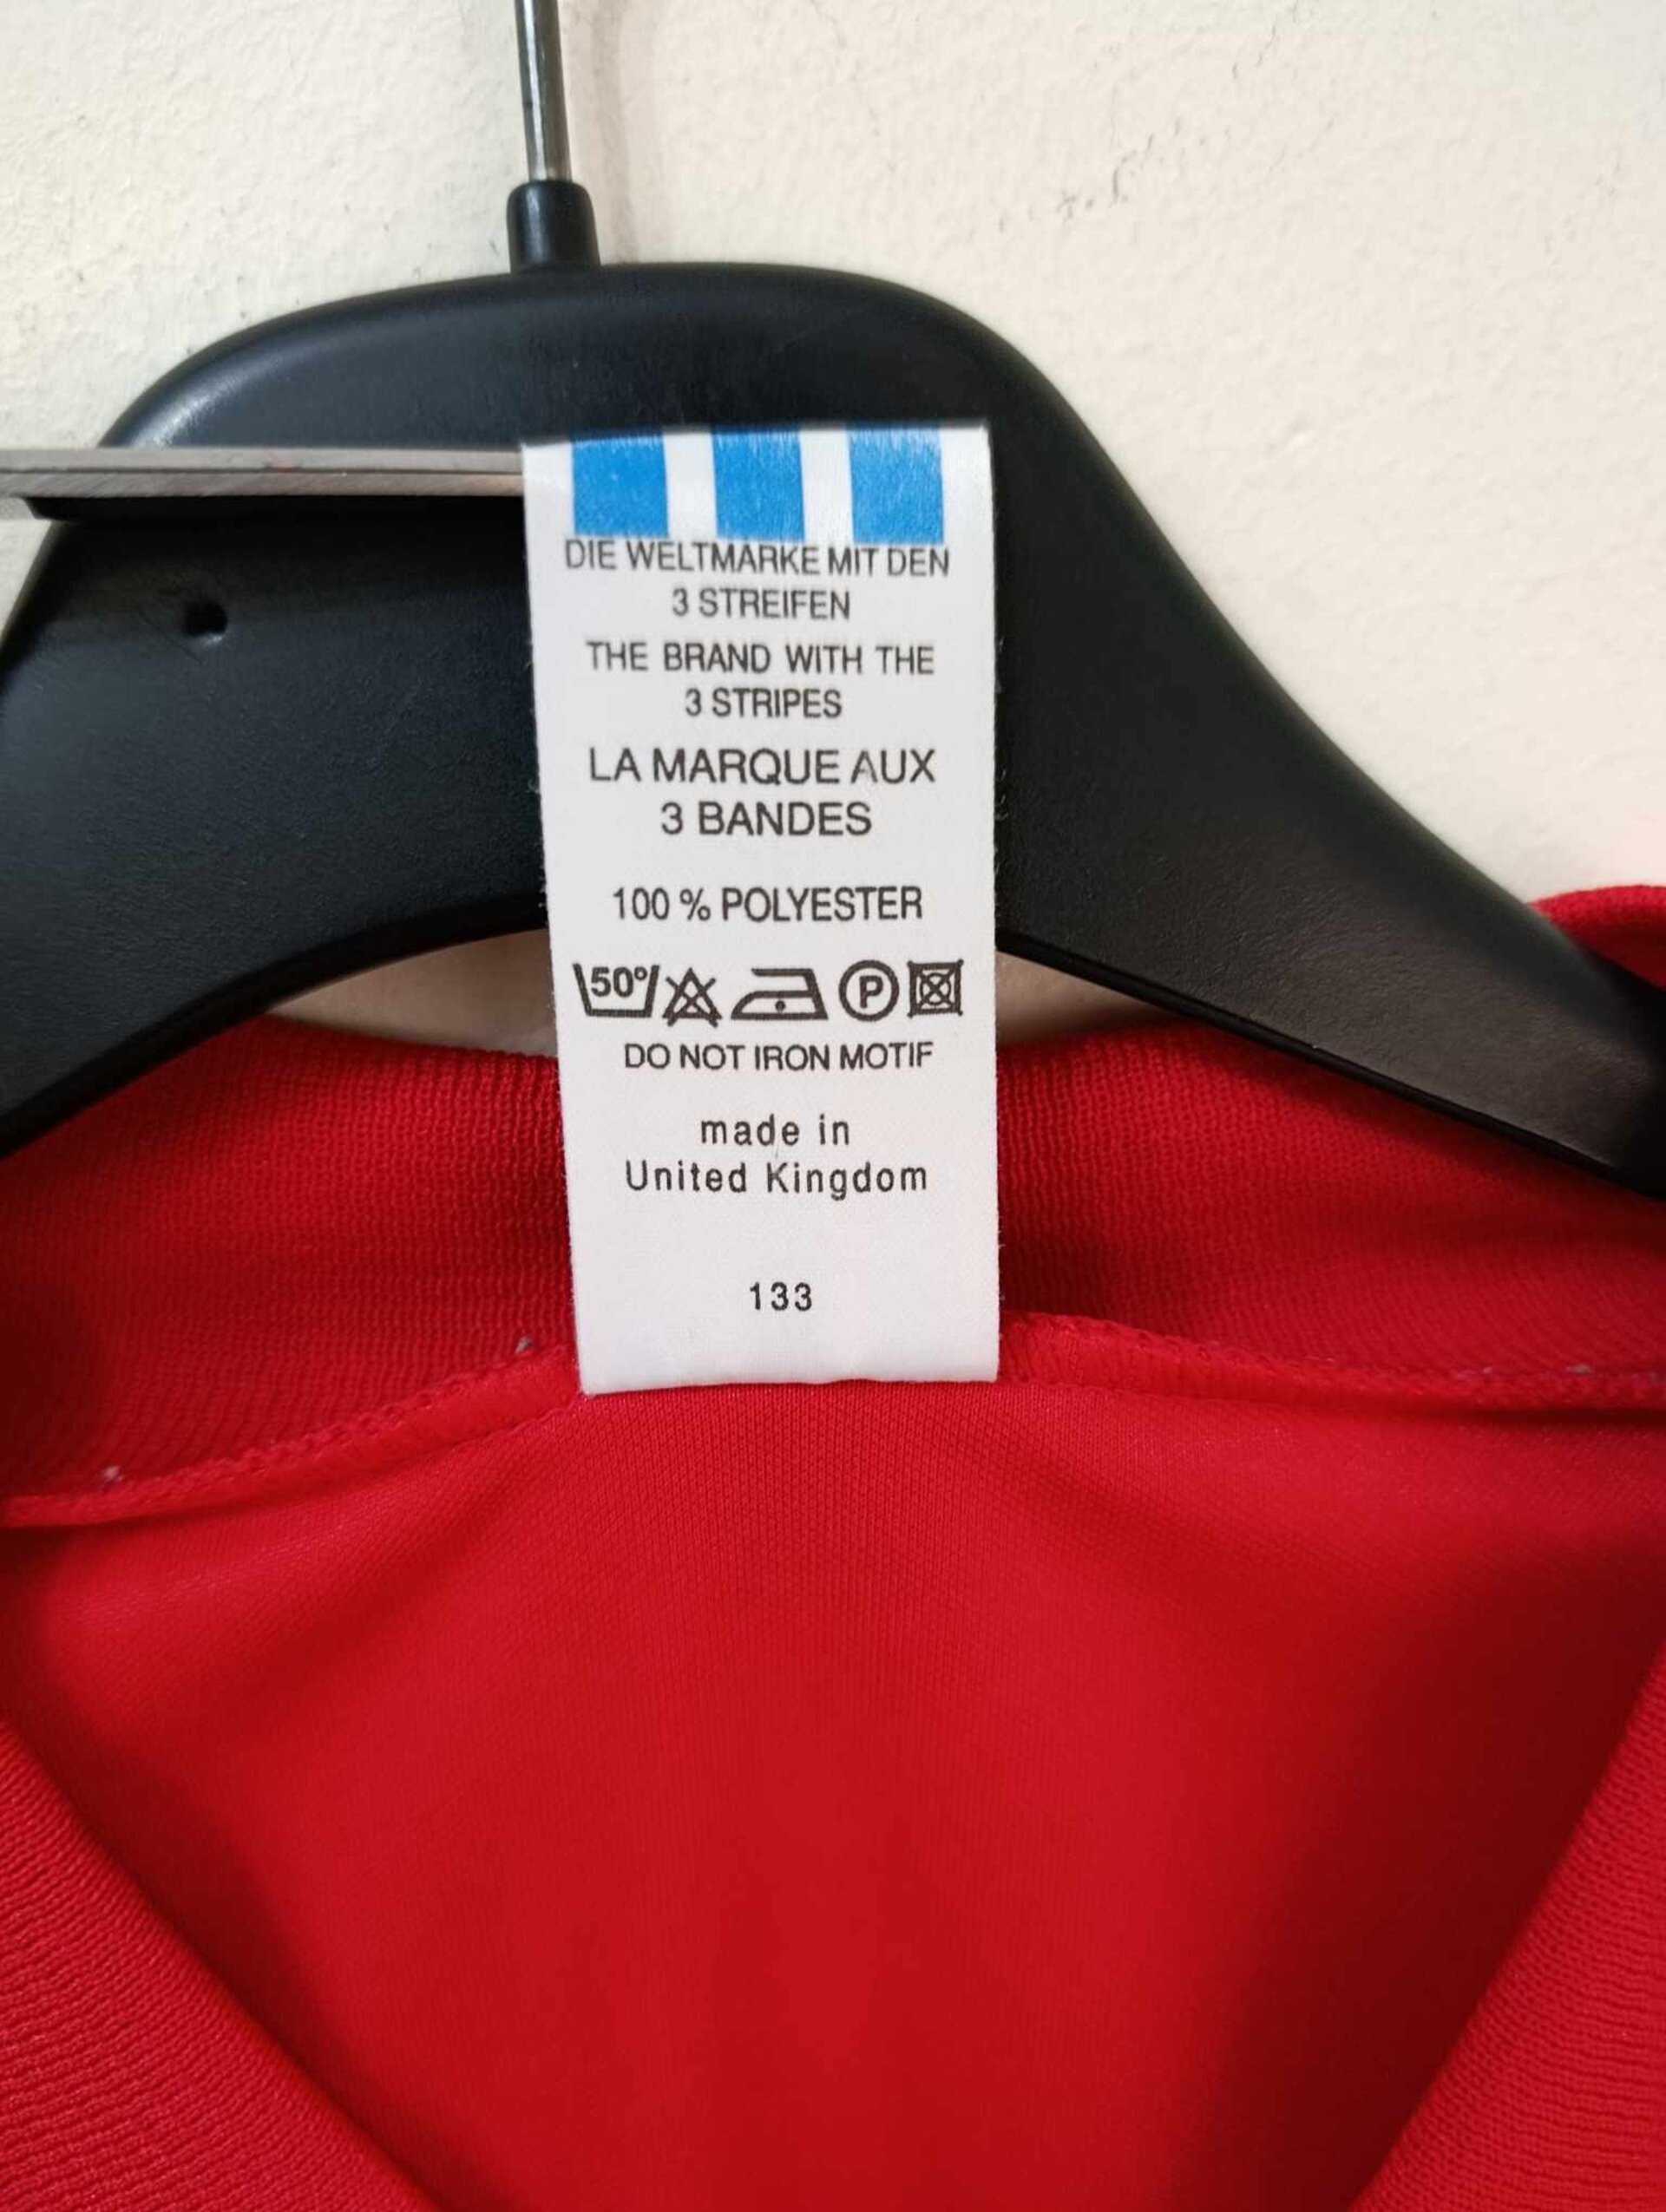 DIE WELTMARKE MIT DEN
3 STREIFEN
THE BRAND WITH THE
3 STRIPES
LA MARQUE AUX
3 BANDES
100 % POLYESTER
50°
P
DO NOT IRON MOTIF
made in
United Kingdom
133